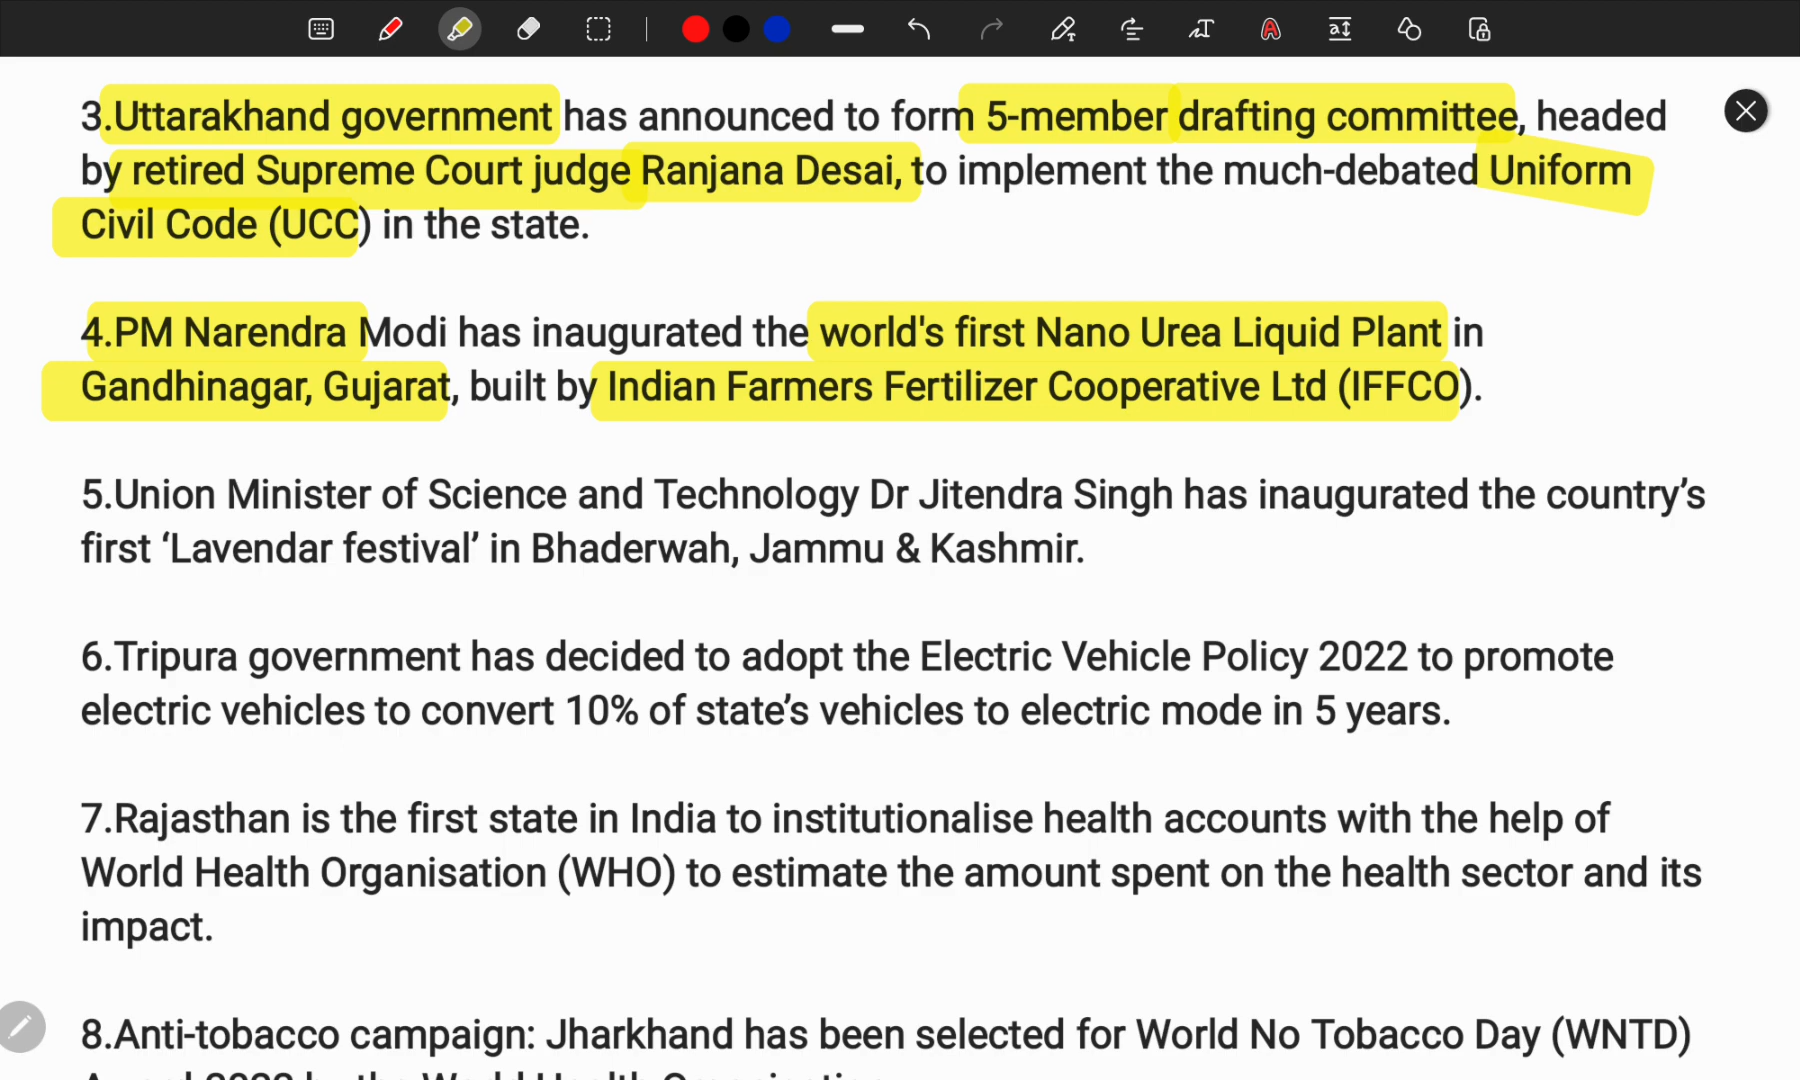 3.Uttarakhand government has announced to form 5-member drafting committee, headed
by retired Supreme Court judge Ranjana Desai, to implement the much-debated Uniform
Civil Code (UCC) in the state.
4.PM Narendra Modi has inaugurated the world's first Nano Urea Liquid Plant in
Gandhinagar, Gujarat, built by Indian Farmers Fertilizer Cooperative Ltd (IFFCO).
5.Union Minister of Science and Technology Dr Jitendra Singh has inaugurated the country’s
first ‘Lavendar festival’ in Bhaderwah, Jammu & Kashmir.
6.Tripura government has decided to adopt the Electric Vehicle Policy 2022 to promote
electric vehicles to convert 10% of state’s vehicles to electric mode in 5 years.
7.Rajasthan is the first state in India to institutionalise health accounts with the help of
World Health Organisation (WHO) to estimate the amount spent on the health sector and its
impact.
8.Anti-tobacco campaign: Jharkhand has been selected for World No Tobacco Day (WNTD)